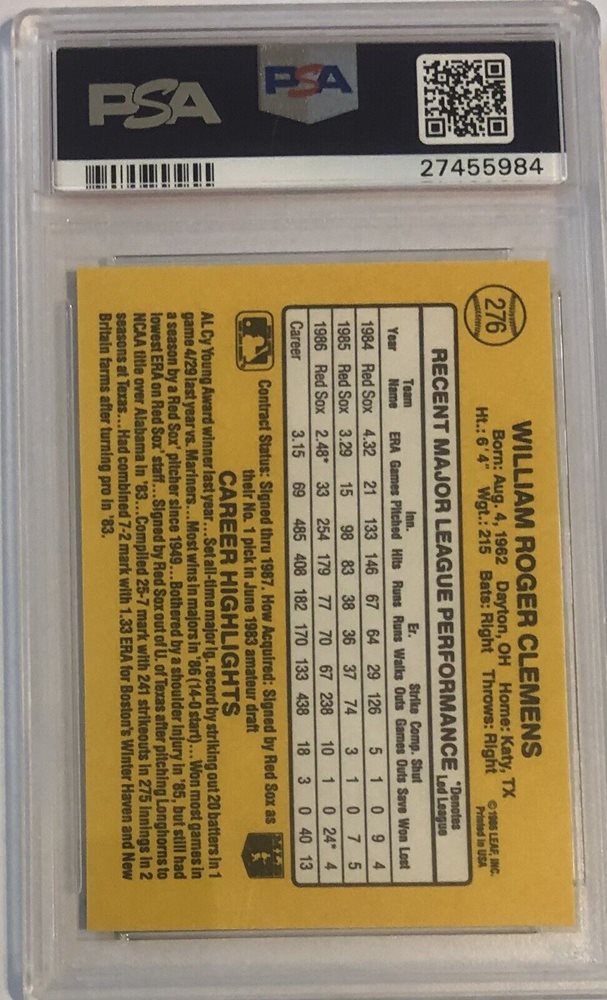 PSA
PSA
27455984
276
WILLIAM ROGER CLEMENS
Born: Aug. 4, 1962 Dayton, OH Home: Katy, TX
Ht.: 6'4" Wgt.: 215 Bats: Right Throws: Right
©1986 LEAF, INC.
Printed in USA
RECENT MAJOR LEAGUE PERFORMANCE *Denotes Led League
Team Inn. Er. Strike Comp. Shut
Year Name ERA Games Pitched Hits Runs Runs Walks Outs Games Outs Save Won Lost
1984 Red Sox 4.32 21 133 146 67 64 29 126 5 1 0 9 4
1985 Red Sox 3.29 15 98 83 38 36 37 74 3 1 0 7 5
1986 Red Sox 2.48* 33 254 179 77 70 67 238 10 1 0 24* 4
Career 3.15 69 485 408 182 170 133 438 18 3 0 40 13
Contract Status: Signed thru 1987. How Acquired: Signed by Red Sox as
their No. 1 pick in June 1983 amateur draft
CAREER HIGHLIGHTS
AL Cy Young Award winner last year... Set all-time major lg. record by striking out 20 batters in 1
game 4/29 last year vs. Mariners... Most wins in majors in '86 (14-0 start)... Won most games in
a season by a Red Sox pitcher since 1949... Bothered by a shoulder injury in '85, but still had
lowest ERA on Red Sox' staff... Signed by Red Sox out of U. of Texas after pitching Longhorns to
NCAA title over Alabama in '83... Compiled 25-7 mark with 241 strikeouts in 275 innings in 2
seasons at Texas... Had combined 7-2 mark with 1.33 ERA for Boston's Winter Haven and New
Britain farms after turning pro in '83.